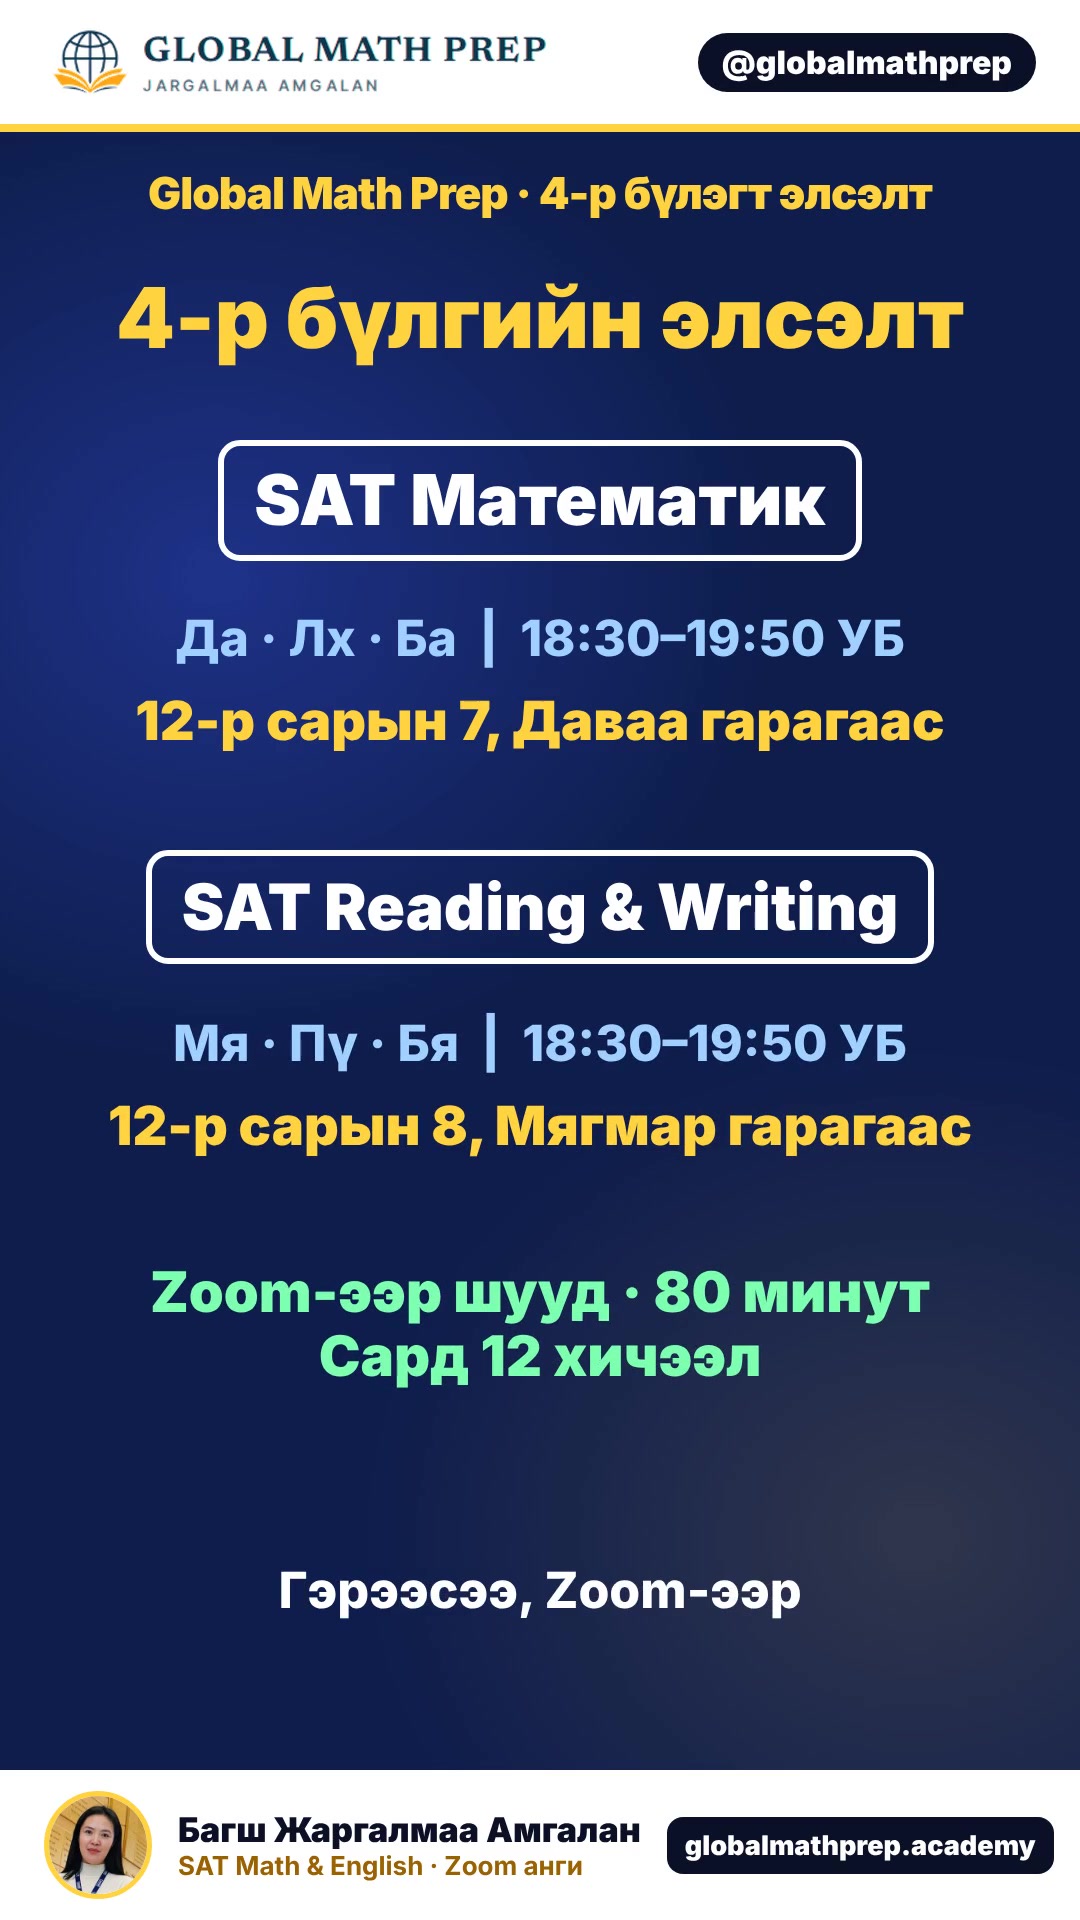 GLOBAL MATH PREP
JARGALMAA AMGALAN
@globalmathprep
Global Math Prep · 4-р бүлэгт элсэлт
4-р бүлгийн элсэлт
SAT Математик
Да · Лх · Ба | 18:30–19:50 УБ
12-р сарын 7, Даваа гарагаас
SAT Reading & Writing
Мя · Пү · Бя | 18:30–19:50 УБ
12-р сарын 8, Мягмар гарагаас
Zoom-ээр шууд · 80 минут
Сард 12 хичээл
Гэрээсээ, Zoom-ээр
Багш Жаргалмаа Амгалан
SAT Math & English · Zoom анги
globalmathprep.academy